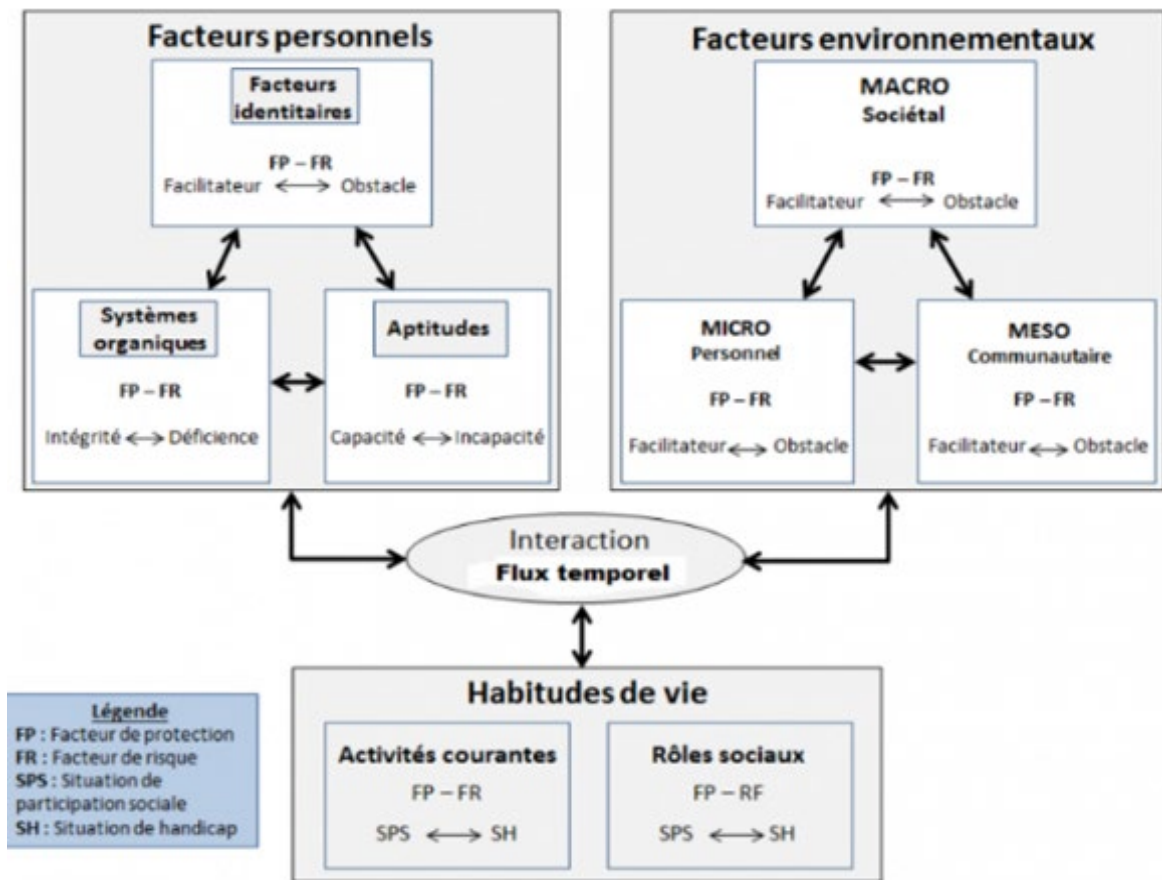 Facteurs personnels
Facteurs
identitaires
FP – FR
Facilitateur ⟷ Obstacle
Systèmes
organiques
FP – FR
Intégrité ⟷ Déficience
Aptitudes
FP – FR
Capacité ⟷ Incapacité
Facteurs environnementaux
MACRO
Sociétal
FP – FR
Facilitateur ⟷ Obstacle
MICRO
Personnel
FP – FR
Facilitateur ⟷ Obstacle
MESO
Communautaire
FP – FR
Facilitateur ⟷ Obstacle
Interaction
Flux temporel
Habitudes de vie
Activités courantes
FP – FR
SPS ⟷ SH
Rôles sociaux
FP – RF
SPS ⟷ SH
Légende
FP : Facteur de protection
FR : Facteur de risque
SPS : Situation de
participation sociale
SH : Situation de handicap